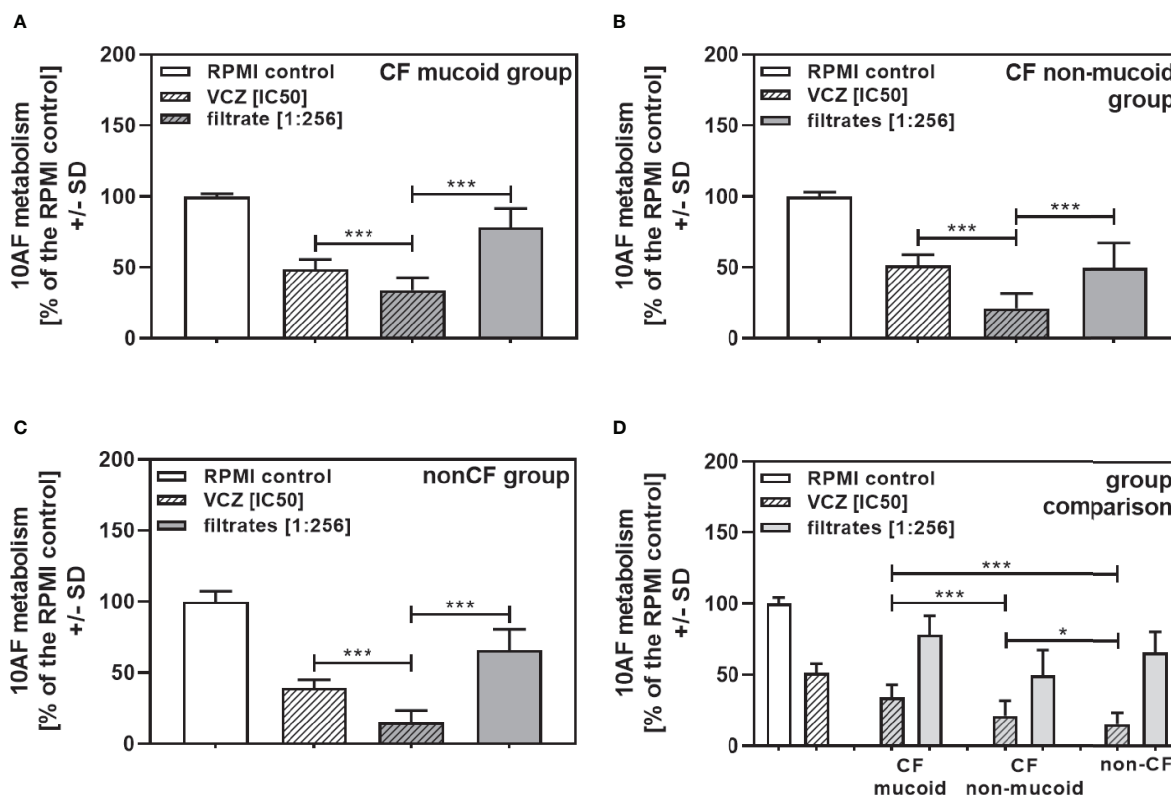 A
10AF metabolism
[% of the RPMI control]
+/- SD
200
150
100
50
0
RPMI control
VCZ [IC50]
filtrate [1:256]
CF mucoid group
***
***
B
10AF metabolism
[% of the RPMI control]
+/- SD
200
150
100
50
0
RPMI control
VCZ [IC50]
filtrates [1:256]
CF non-mucoid
group
***
***
C
10AF metabolism
[% of the RPMI control]
+/- SD
200
150
100
50
0
RPMI control
VCZ [IC50]
filtrates [1:256]
nonCF group
***
***
D
10AF metabolism
[% of the RPMI control]
+/- SD
200
150
100
50
0
RPMI control
VCZ [IC50]
filtrates [1:256]
group
comparison
***
***
*
CF
mucoid
CF
non-mucoid
non-CF